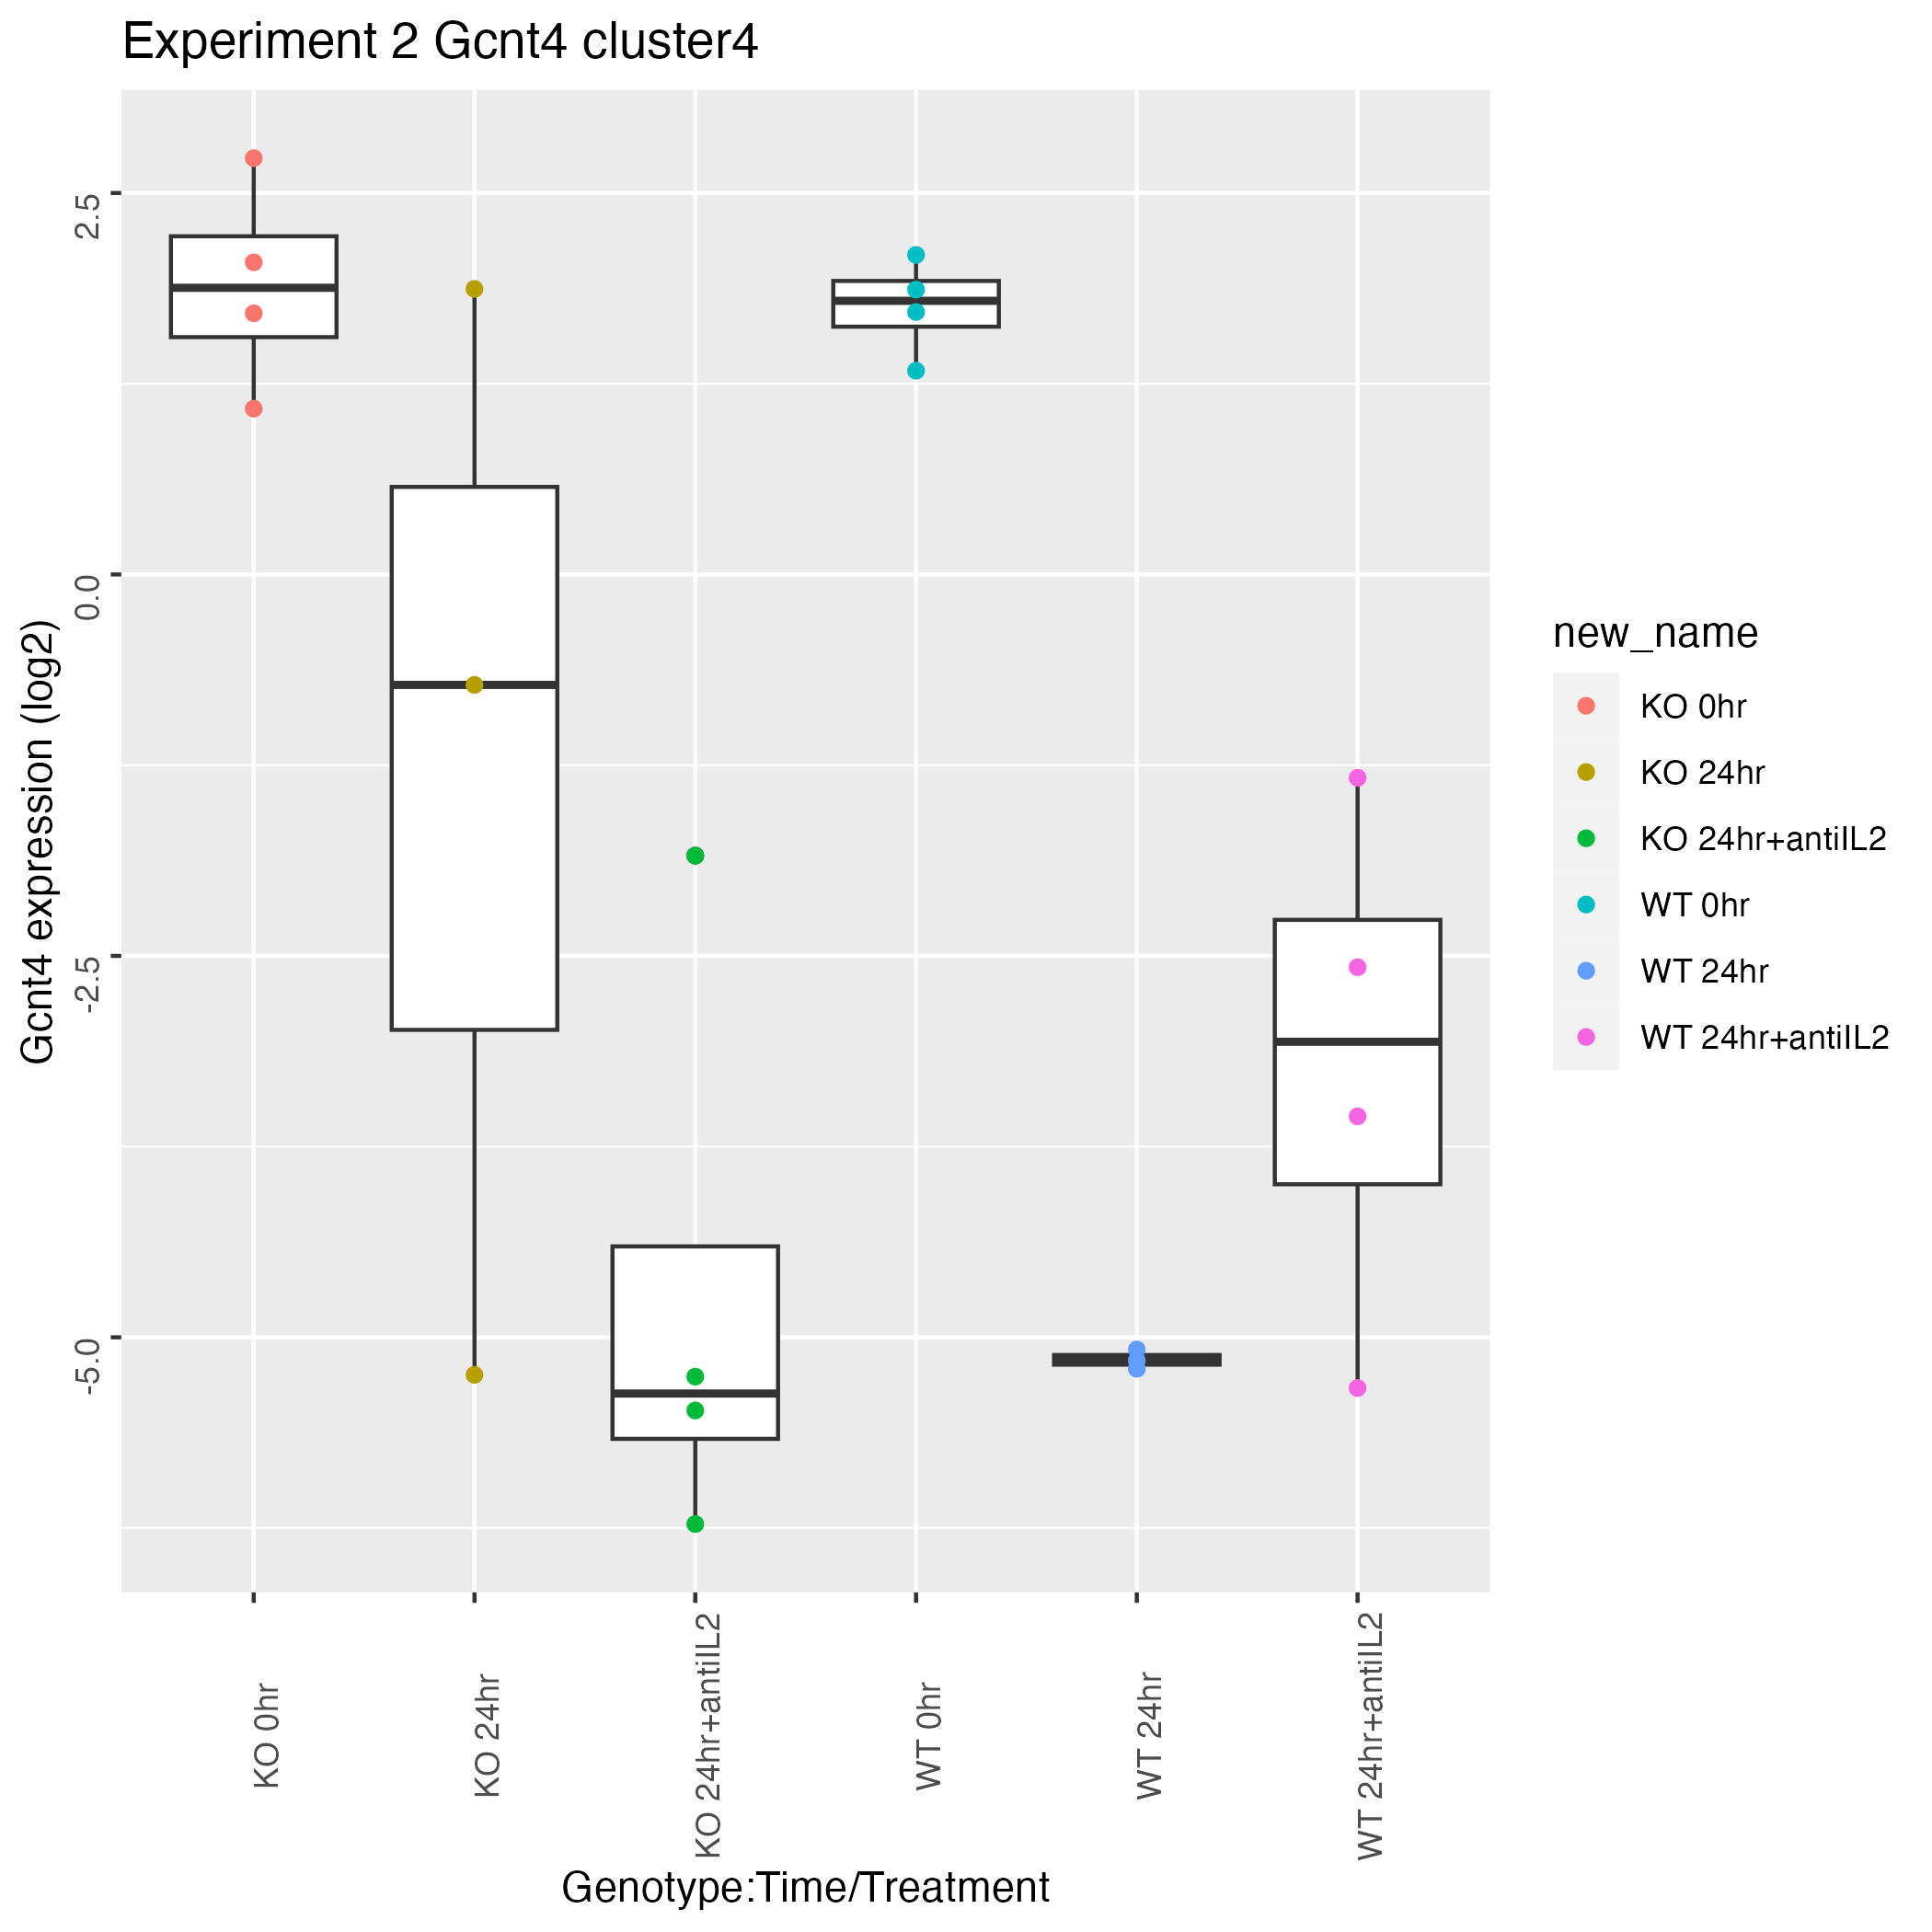 Experiment 2 Gcnt4 cluster4
Gcnt4 expression (log2)
2.5
0.0
-2.5
-5.0
KO 0hr
KO 24hr
KO 24hr+antiIL2
WT 0hr
WT 24hr
WT 24hr+antiIL2
Genotype:Time/Treatment
new_name
KO 0hr
KO 24hr
KO 24hr+antiIL2
WT 0hr
WT 24hr
WT 24hr+antiIL2